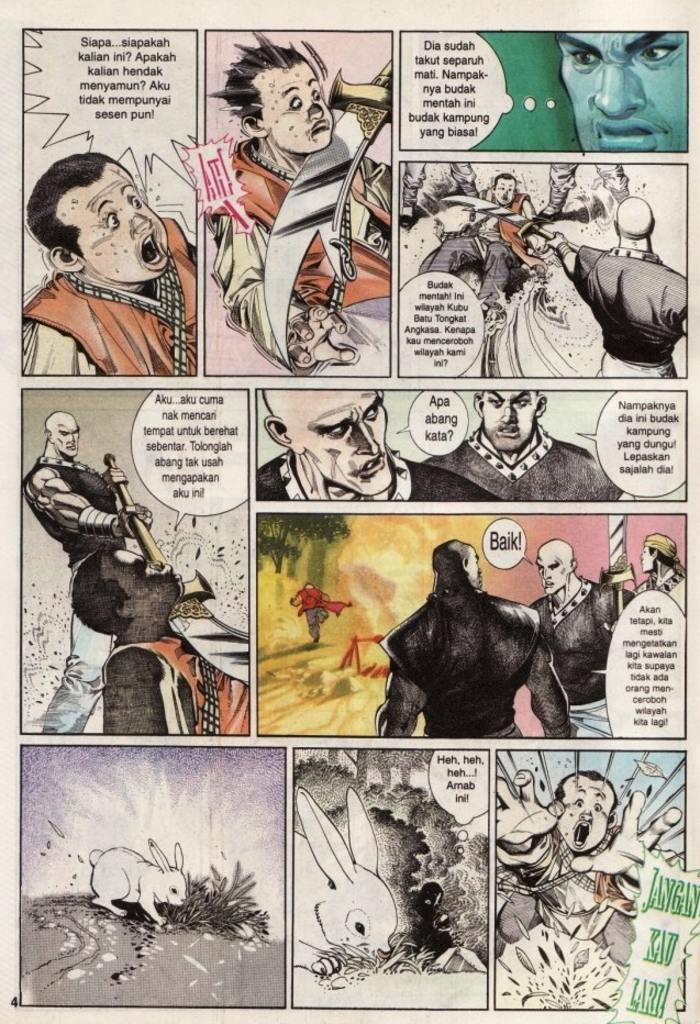 Siapa...siapakah
kalian ini? Apakah
kalian hendak
menyamun? Aku
tidak mempunyai
sesen pun!
Dia sudah
takut separuh
mati. Nampak-
nya budak
mentah ini
budak kampung
yang biasa!
Budak
mentah! Ini
wilayah Kubu
Batu Tongkat
Angkasa. Kenapa
kau menceroboh
wilayah kami
ini?
Aku...aku cuma
nak mencari
tempat untuk berehat
sebentar. Tolonglah
abang tak usah
mengapakan
aku ini!
Apa
abang
kata?
Nampaknya
dia ini budak
kampung
yang dungu!
Lepaskan
sajalah dia!
Baik!
Akan
tetapi, kita
mesti
mengetatkan
lagi kawalan
kita supaya
tidak ada
orang men-
ceroboh
wilayah
kita lagi!
Heh, heh,
heh...!
Arnab
ini!
JANGAN
KAU
LARI!
4